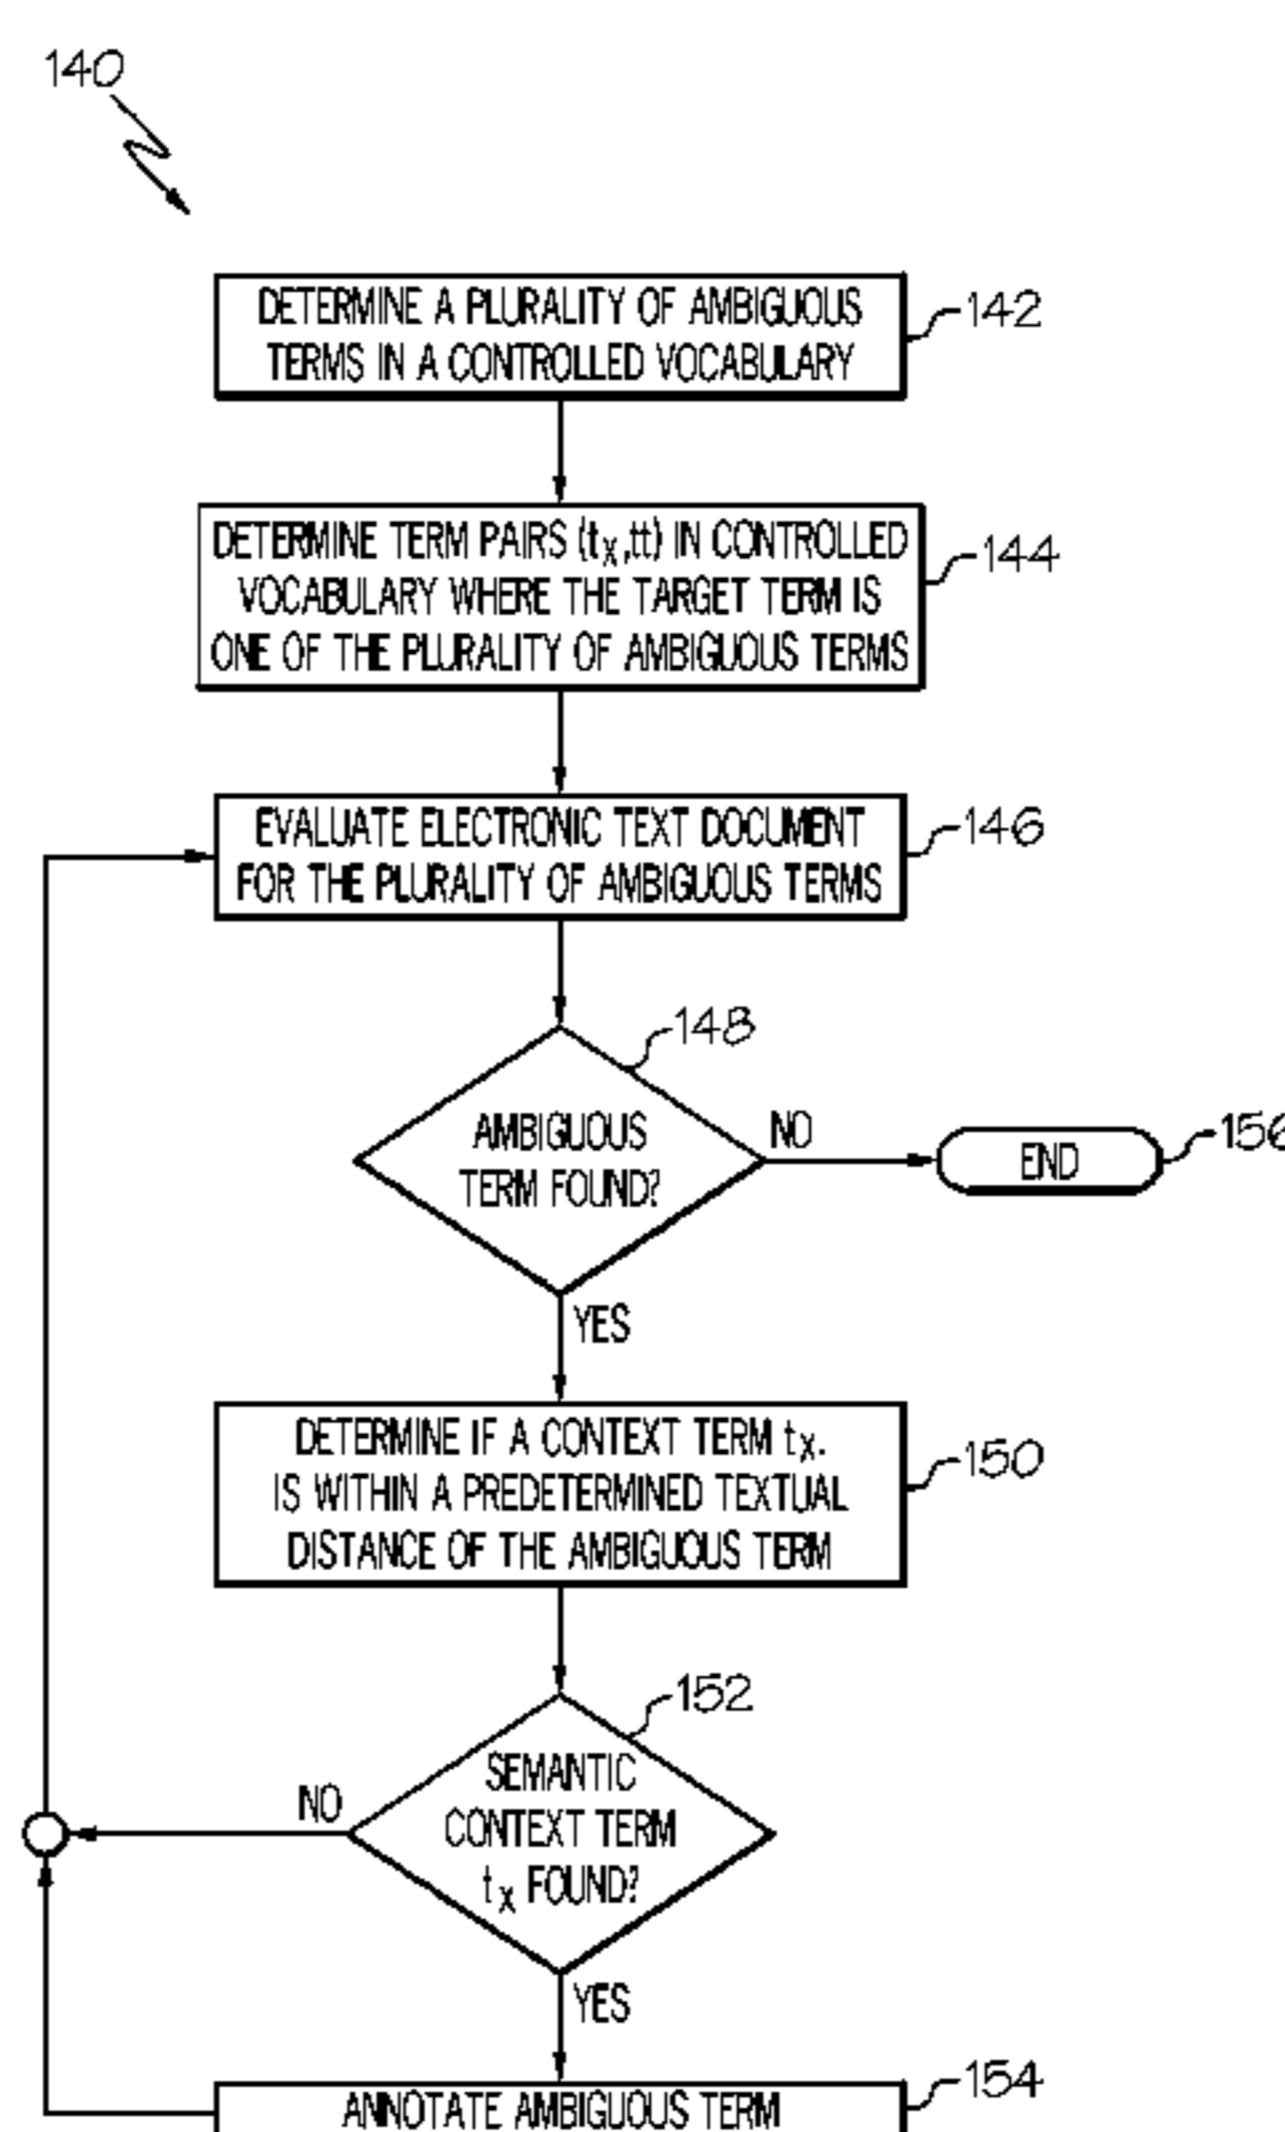 140
DETERMINE A PLURALITY OF AMBIGUOUS
TERMS IN A CONTROLLED VOCABULARY
142
DETERMINE TERM PAIRS (tx,tt) IN CONTROLLED
VOCABULARY WHERE THE TARGET TERM IS
ONE OF THE PLURALITY OF AMBIGUOUS TERMS
144
EVALUATE ELECTRONIC TEXT DOCUMENT
FOR THE PLURALITY OF AMBIGUOUS TERMS
146
148
AMBIGUOUS
TERM FOUND?
NO
END
156
YES
DETERMINE IF A CONTEXT TERM tx.
IS WITHIN A PREDETERMINED TEXTUAL
DISTANCE OF THE AMBIGUOUS TERM
150
152
SEMANTIC
CONTEXT TERM
tx FOUND?
NO
YES
154
ANNOTATE AMBIGUOUS TERM